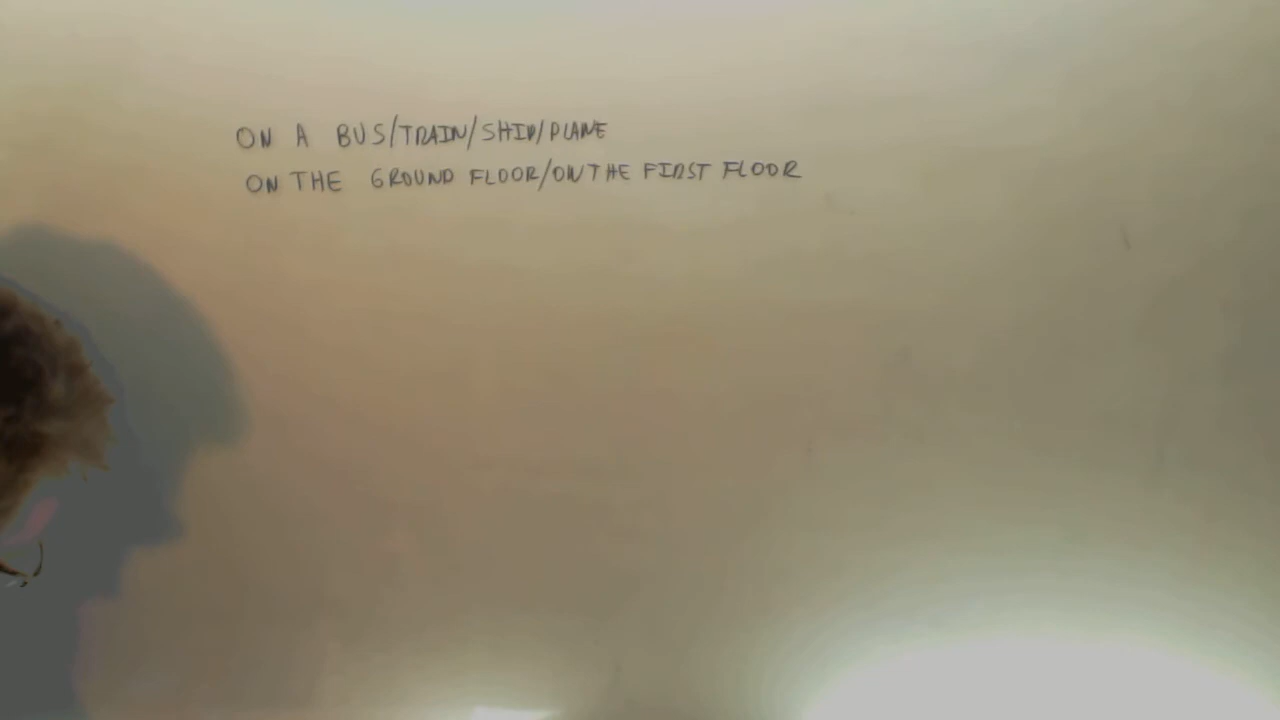 ON A BUS/TRAIN/SHIP/PLANE
ON THE GROUND FLOOR/ON THE FIRST FLOOR